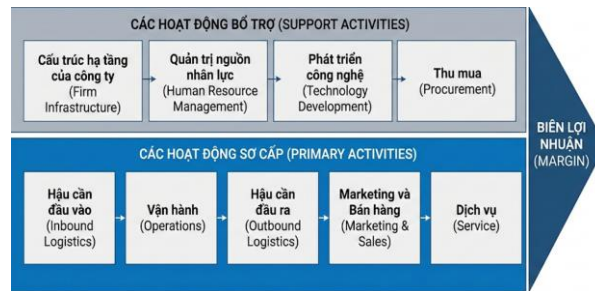 CÁC HOẠT ĐỘNG BỔ TRỢ (SUPPORT ACTIVITIES)
Cấu trúc hạ tầng
của công ty
(Firm
Infrastructure)
Quản trị nguồn
nhân lực
(Human Resource
Management)
Phát triển
công nghệ
(Technology
Development)
Thu mua
(Procurement)
CÁC HOẠT ĐỘNG SƠ CẤP (PRIMARY ACTIVITIES)
Hậu cần
đầu vào
(Inbound
Logistics)
Vận hành
(Operations)
Hậu cần
đầu ra
(Outbound
Logistics)
Marketing và
Bán hàng
(Marketing &
Sales)
Dịch vụ
(Service)
BIÊN LỢI
NHUẬN
(MARGIN)